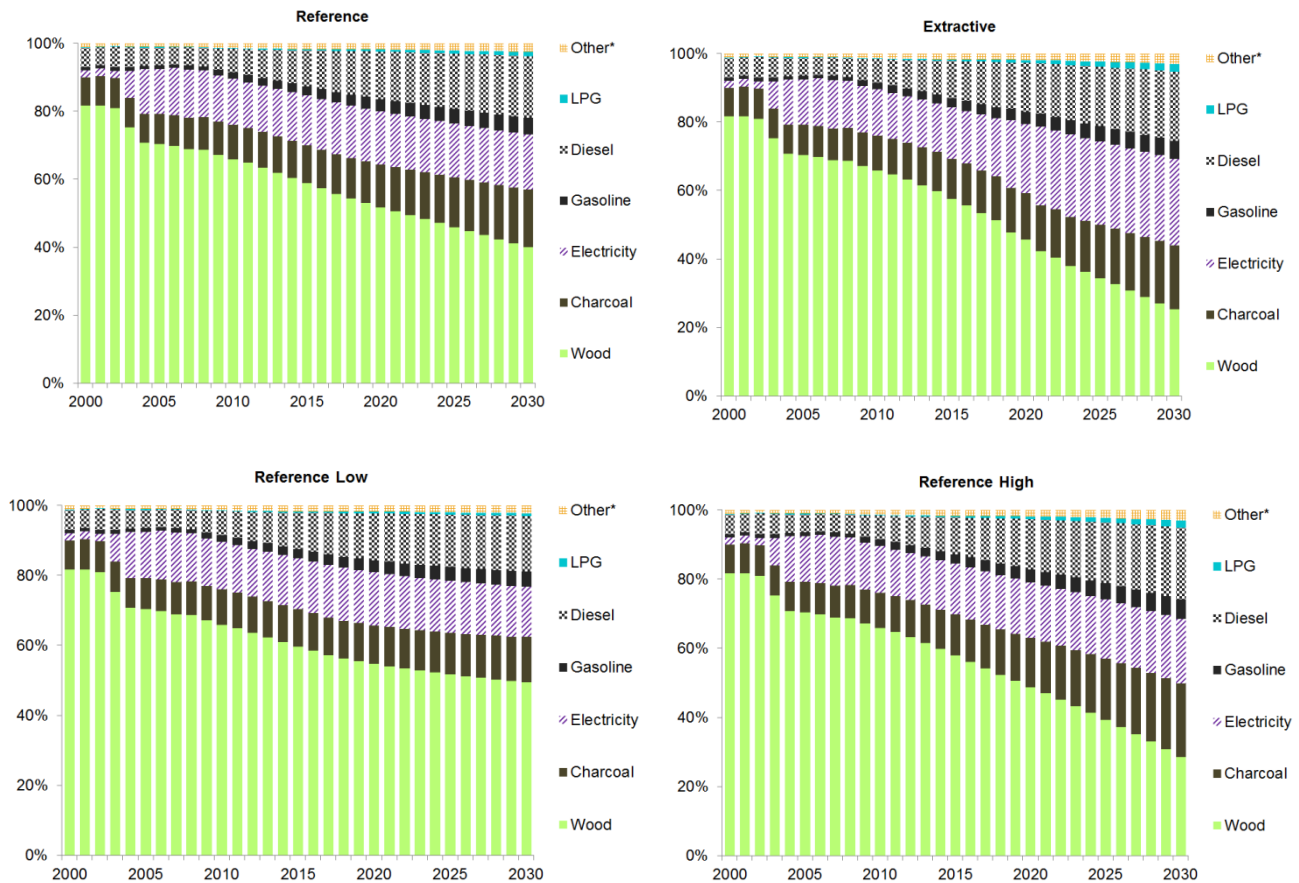 Reference
100%
80%
60%
40%
20%
0%
2000 2005 2010 2015 2020 2025 2030
Other*
LPG
Diesel
Gasoline
Electricity
Charcoal
Wood
Extractive
100%
80%
60%
40%
20%
0%
2000 2005 2010 2015 2020 2025 2030
Other*
LPG
Diesel
Gasoline
Electricity
Charcoal
Wood
Reference Low
100%
80%
60%
40%
20%
0%
2000 2005 2010 2015 2020 2025 2030
Other*
LPG
Diesel
Gasoline
Electricity
Charcoal
Wood
Reference High
100%
80%
60%
40%
20%
0%
2000 2005 2010 2015 2020 2025 2030
Other*
LPG
Diesel
Gasoline
Electricity
Charcoal
Wood